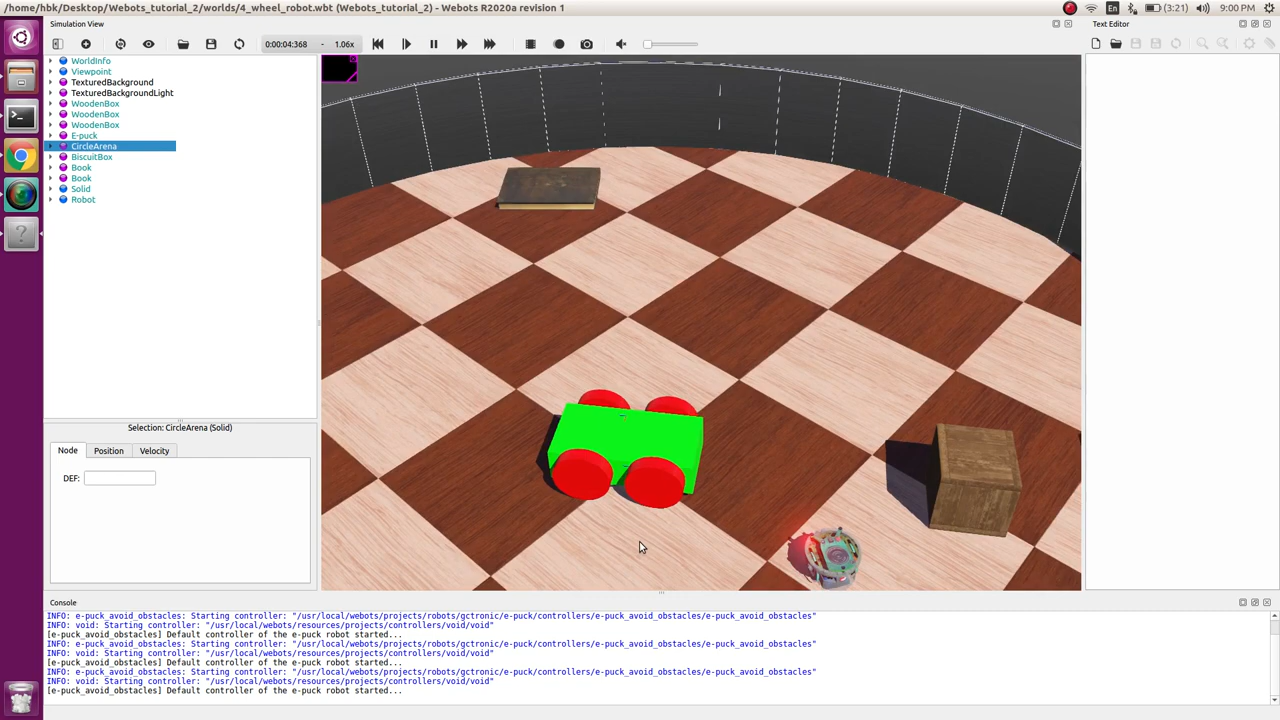 /home/hbk/Desktop/Webots_tutorial_2/worlds/4_wheel_robot.wbt (Webots_tutorial_2) - Webots R2020a revision 1
En
(3:21)
9:00 PM
Simulation View
Text Editor
0:00:04:368 - 1.06x
WorldInfo
Viewpoint
TexturedBackground
TexturedBackgroundLight
WoodenBox
WoodenBox
WoodenBox
E-puck
CircleArena
BiscuitBox
Book
Book
Solid
Robot
Selection: CircleArena (Solid)
Node Position Velocity
DEF:
Console
INFO: e-puck_avoid_obstacles: Starting controller: "/usr/local/webots/projects/robots/gctronic/e-puck/controllers/e-puck_avoid_obstacles/e-puck_avoid_obstacles"
INFO: void: Starting controller: "/usr/local/webots/resources/projects/controllers/void/void"
[e-puck_avoid_obstacles] Default controller of the e-puck robot started...
INFO: e-puck_avoid_obstacles: Starting controller: "/usr/local/webots/projects/robots/gctronic/e-puck/controllers/e-puck_avoid_obstacles/e-puck_avoid_obstacles"
INFO: void: Starting controller: "/usr/local/webots/resources/projects/controllers/void/void"
[e-puck_avoid_obstacles] Default controller of the e-puck robot started...
INFO: e-puck_avoid_obstacles: Starting controller: "/usr/local/webots/projects/robots/gctronic/e-puck/controllers/e-puck_avoid_obstacles/e-puck_avoid_obstacles"
INFO: void: Starting controller: "/usr/local/webots/resources/projects/controllers/void/void"
[e-puck_avoid_obstacles] Default controller of the e-puck robot started...